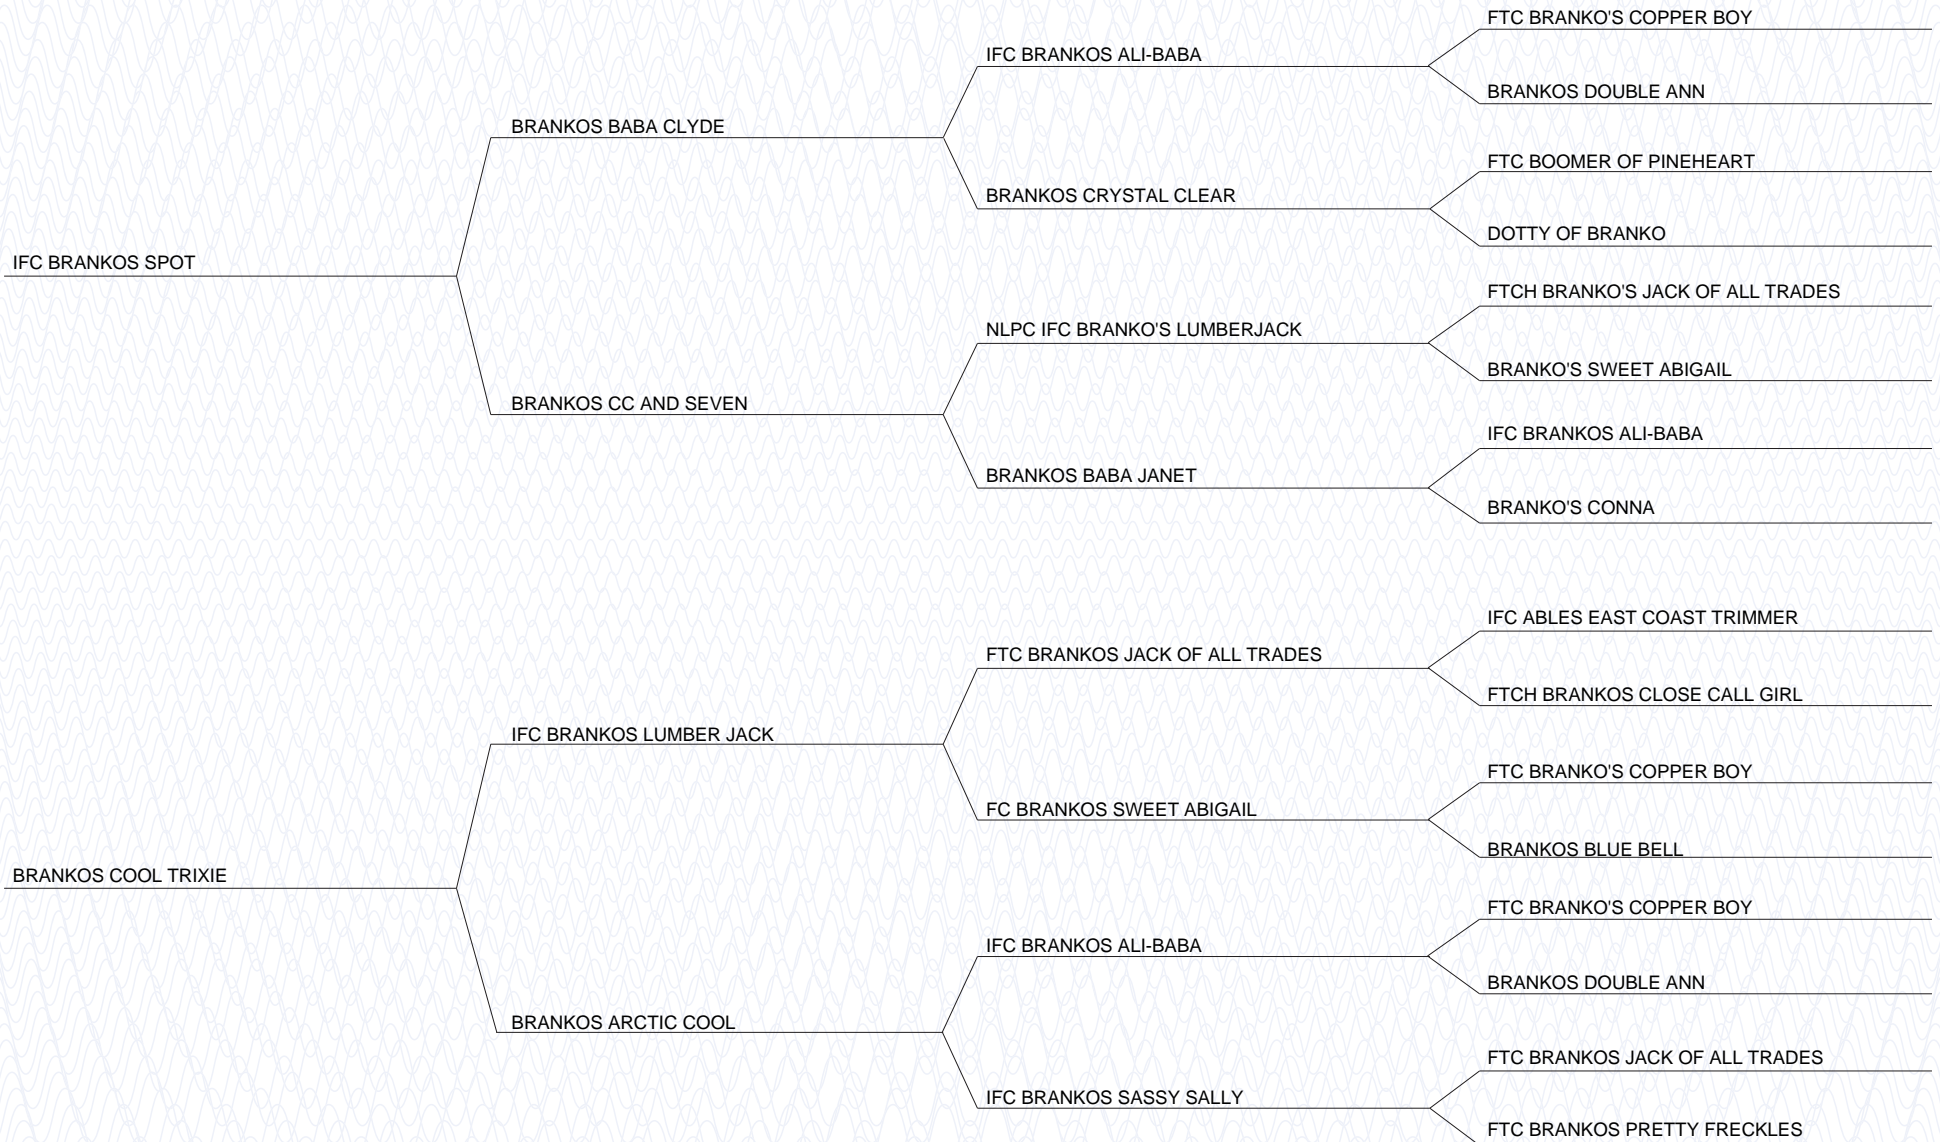 FTC BRANKO'S COPPER BOY
IFC BRANKOS ALI-BABA
BRANKOS DOUBLE ANN
BRANKOS BABA CLYDE
FTC BOOMER OF PINEHEART
BRANKOS CRYSTAL CLEAR
DOTTY OF BRANKO
IFC BRANKOS SPOT
FTCH BRANKO'S JACK OF ALL TRADES
NLPC IFC BRANKO'S LUMBERJACK
BRANKO'S SWEET ABIGAIL
BRANKOS CC AND SEVEN
IFC BRANKOS ALI-BABA
BRANKOS BABA JANET
BRANKO'S CONNA
IFC ABLES EAST COAST TRIMMER
FTC BRANKOS JACK OF ALL TRADES
FTCH BRANKOS CLOSE CALL GIRL
IFC BRANKOS LUMBER JACK
FTC BRANKO'S COPPER BOY
FC BRANKOS SWEET ABIGAIL
BRANKOS BLUE BELL
BRANKOS COOL TRIXIE
FTC BRANKO'S COPPER BOY
IFC BRANKOS ALI-BABA
BRANKOS DOUBLE ANN
BRANKOS ARCTIC COOL
FTC BRANKOS JACK OF ALL TRADES
IFC BRANKOS SASSY SALLY
FTC BRANKOS PRETTY FRECKLES